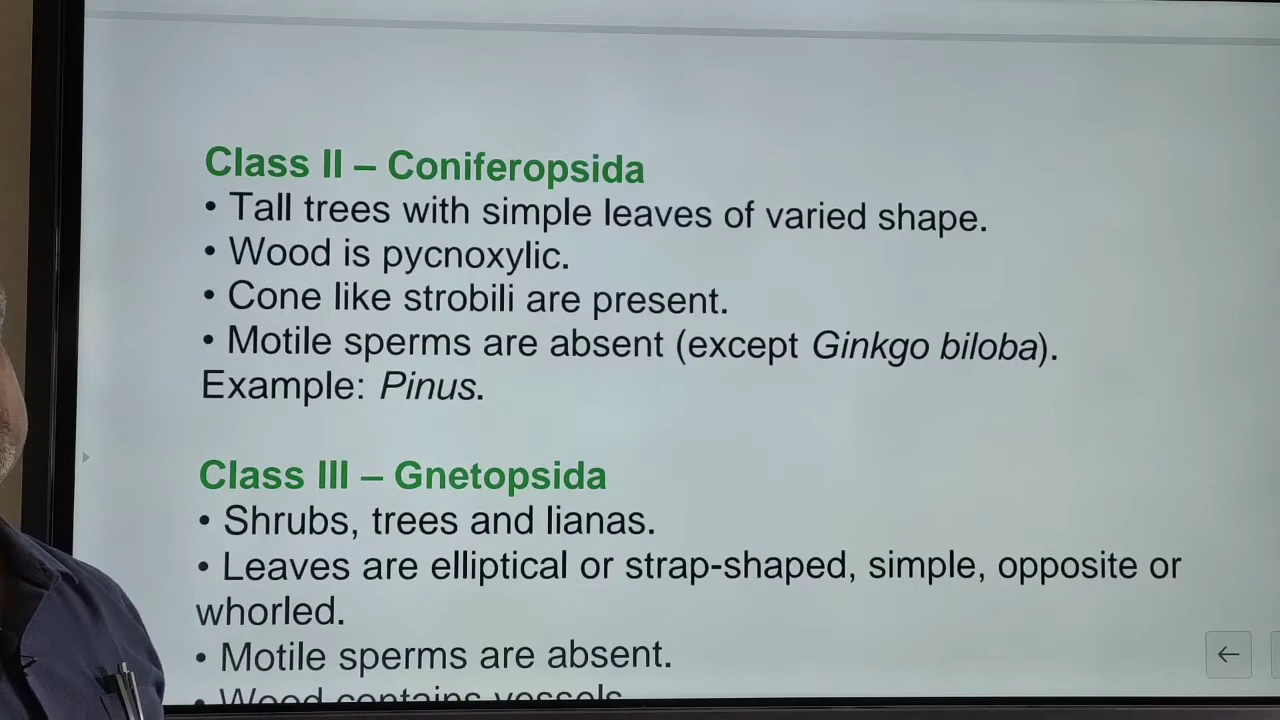 Class II – Coniferopsida
• Tall trees with simple leaves of varied shape.
• Wood is pycnoxylic.
• Cone like strobili are present.
• Motile sperms are absent (except Ginkgo biloba).
Example: Pinus.
Class III – Gnetopsida
• Shrubs, trees and lianas.
• Leaves are elliptical or strap-shaped, simple, opposite or
whorled.
• Motile sperms are absent.
• Wood contains vessels